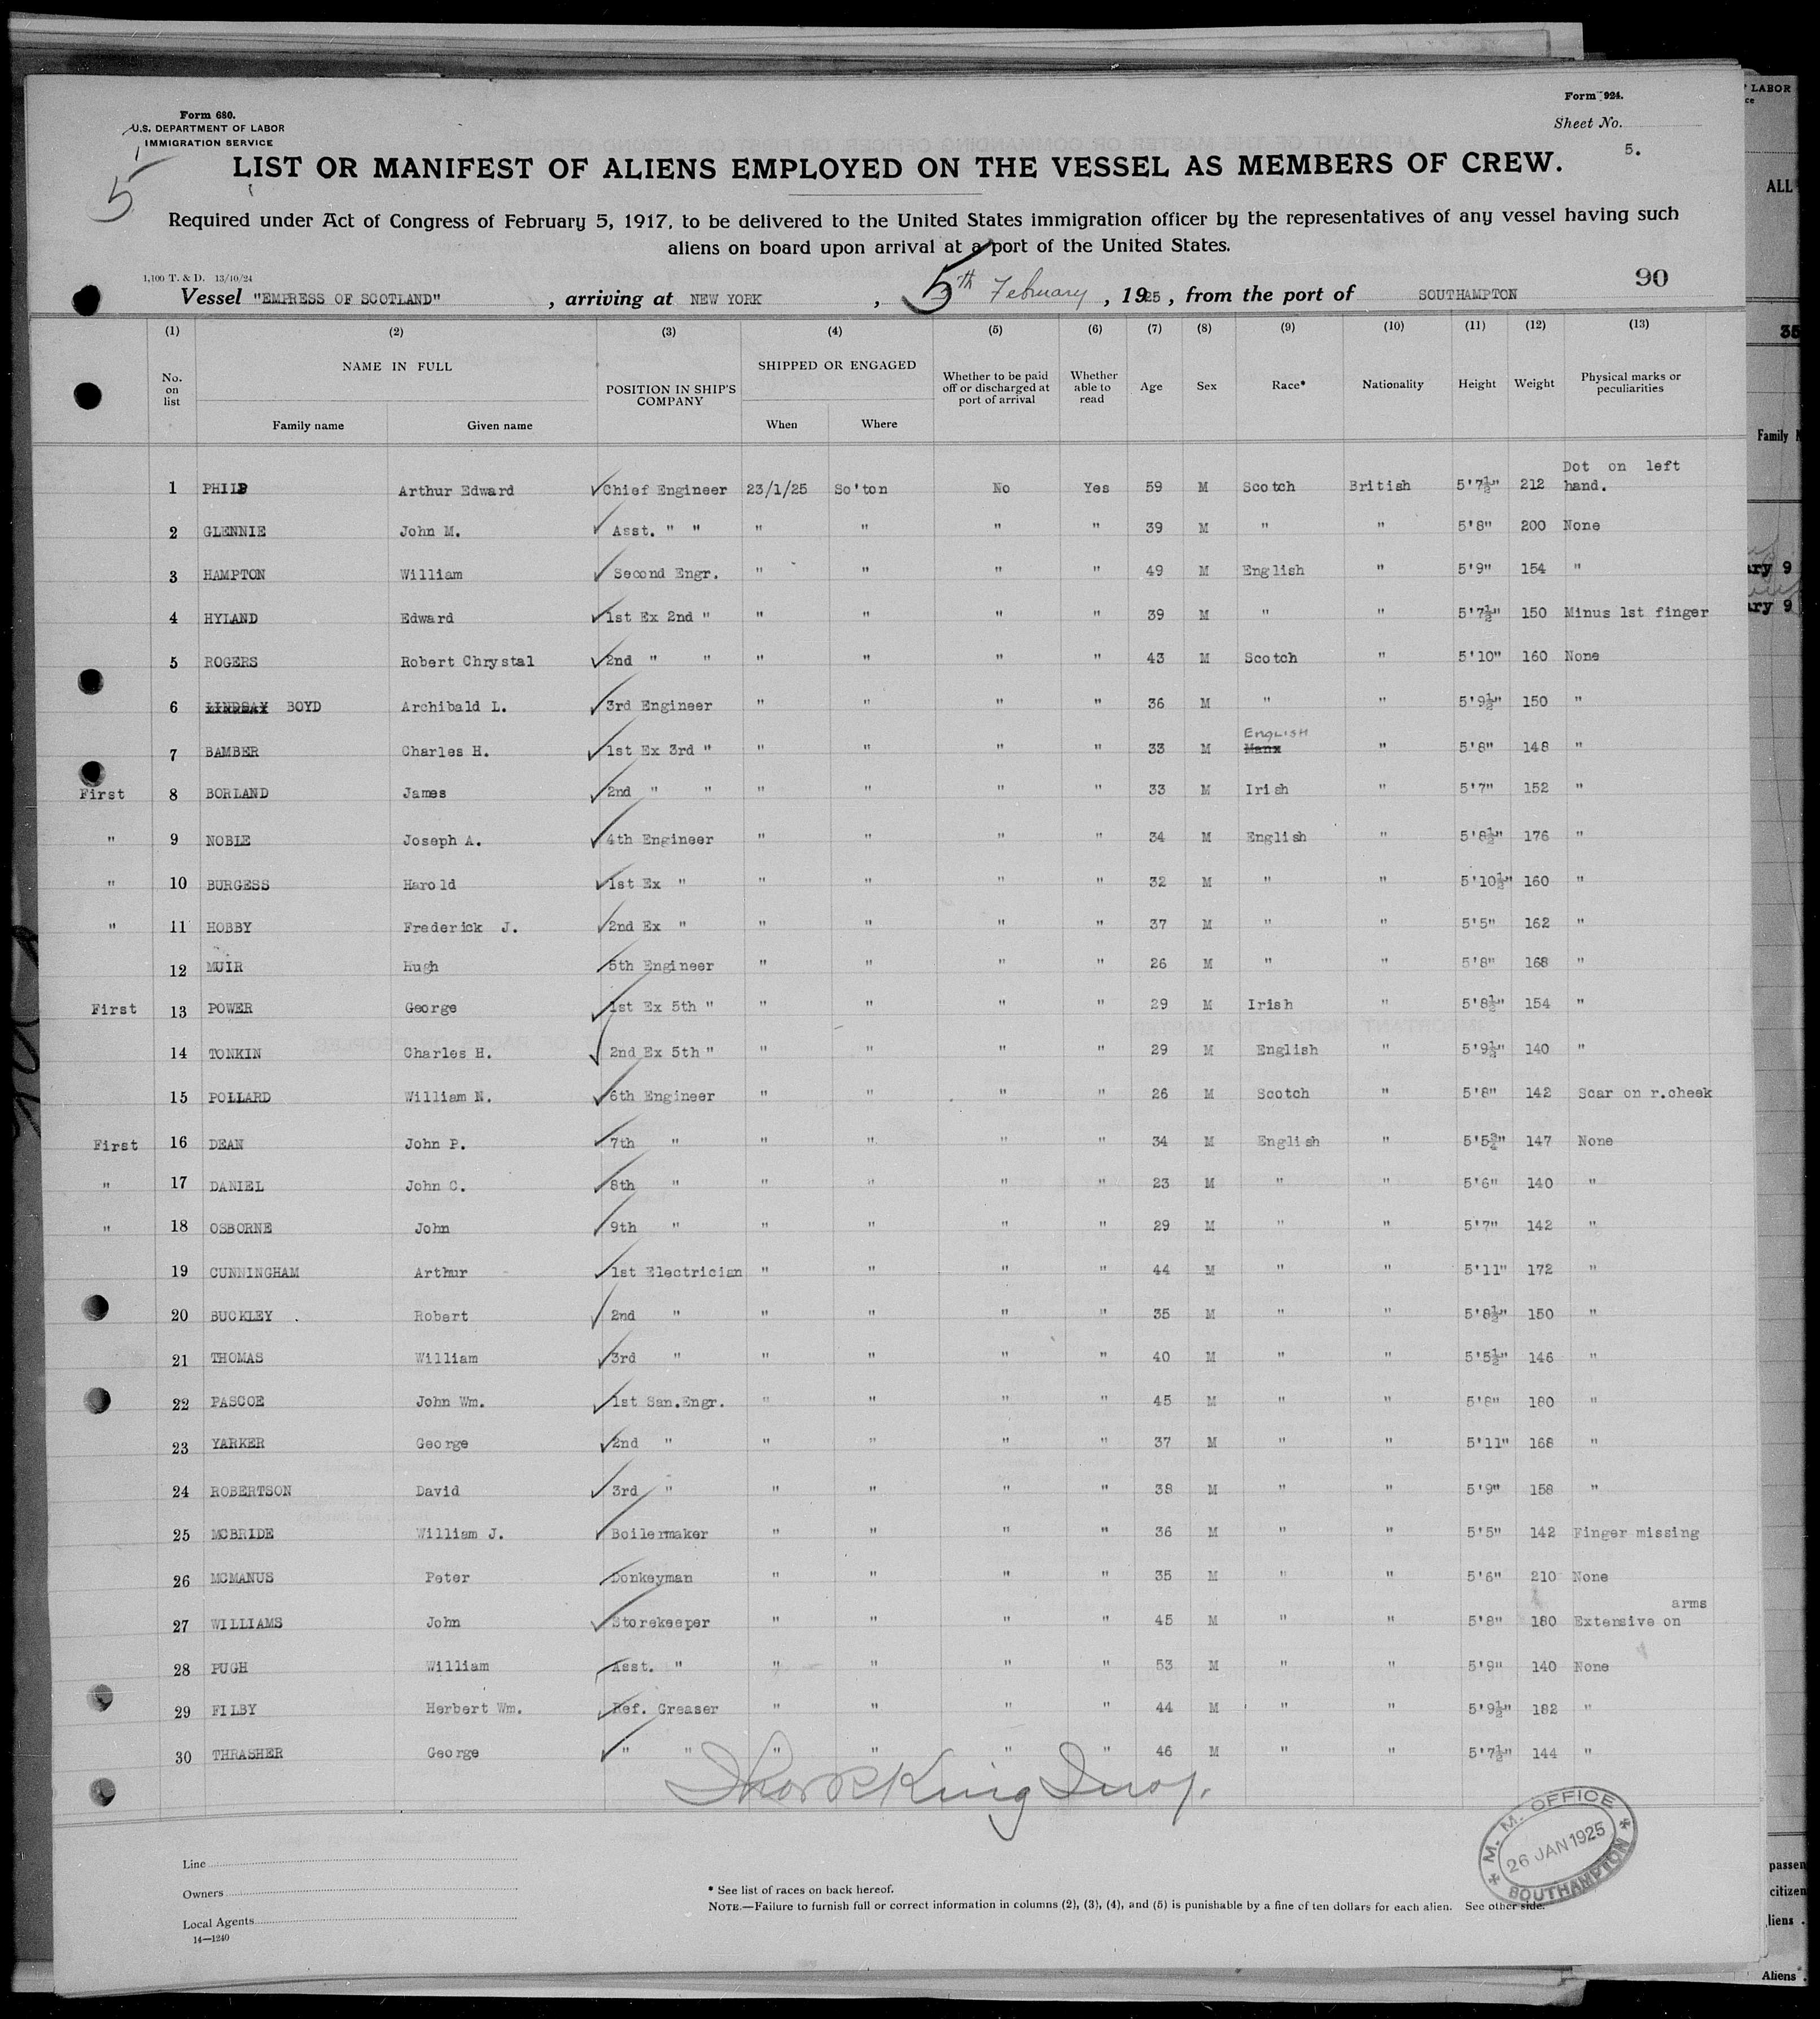 Form 680.
U.S. DEPARTMENT OF LABOR
IMMIGRATION SERVICE
Form 924.
Sheet No.
5.
5
LIST OR MANIFEST OF ALIENS EMPLOYED ON THE VESSEL AS MEMBERS OF CREW.
Required under Act of Congress of February 5, 1917, to be delivered to the United States immigration officer by the representatives of any vessel having such
aliens on board upon arrival at a port of the United States.
1,100 T. & D. 13/10/24
90
Vessel "EMPRESS OF SCOTLAND", arriving at NEW YORK, 5th February, 1925, from the port of SOUTHAMPTON
(1) (2) (3) (4) (5) (6) (7) (8) (9) (10) (11) (12) (13)
No. on list NAME IN FULL Family name Given name POSITION IN SHIP'S COMPANY SHIPPED OR ENGAGED When Where Whether to be paid off or discharged at port of arrival Whether able to read Age Sex Race* Nationality Height Weight Physical marks or peculiarities
1 PHILP Arthur Edward Chief Engineer 23/1/25 So'ton No Yes 59 M Scotch British 5'7½" 212 Dot on left hand.
2 GLENNIE John M. Asst. " " " " " " 39 M " " 5'8" 200 None
3 HAMPTON William Second Engr. " " " " 49 M English " 5'9" 154 "
4 HYLAND Edward 1st Ex 2nd " " " " " 39 M " " 5'7½" 150 Minus 1st finger
5 ROGERS Robert Chrystal 2nd " " " " " " 43 M Scotch " 5'10" 160 None
6 LINDSAY BOYD Archibald L. 3rd Engineer " " " " 36 M " " 5'9½" 150 "
7 BAMBER Charles H. 1st Ex 3rd " " " " " 33 M ENGLISH Manx " 5'8" 148 "
First 8 BORLAND James 2nd " " " " " " 33 M Irish " 5'7" 152 "
" 9 NOBLE Joseph A. 4th Engineer " " " " 34 M English " 5'8½" 176 "
" 10 BURGESS Harold 1st Ex " " " " " 32 M " " 5'10½" 160 "
" 11 HOBBY Frederick J. 2nd Ex " " " " " 37 M " " 5'5" 162 "
12 MUIR Hugh 5th Engineer " " " " 26 M " " 5'8" 168 "
First 13 POWER George 1st Ex 5th " " " " " 29 M Irish " 5'8½" 154 "
14 TONKIN Charles H. 2nd Ex 5th " " " " " 29 M English " 5'9½" 140 "
15 POLLARD William N. 6th Engineer " " " " 26 M Scotch " 5'8" 142 Scar on r.cheek
First 16 DEAN John P. 7th " " " " " 34 M English " 5'5¾" 147 None
" 17 DANIEL John C. 8th " " " " " 23 M " " 5'6" 140 "
" 18 OSBORNE John 9th " " " " " 29 M " " 5'7" 142 "
19 CUNNINGHAM Arthur 1st Electrician " " " " 44 M " " 5'11" 172 "
20 BUCKLEY Robert 2nd " " " " " 35 M " " 5'8½" 150 "
21 THOMAS William 3rd " " " " " 40 M " " 5'5½" 146 "
22 PASCOE John Wm. 1st San.Engr. " " " " 45 M " " 5'8" 180 "
23 YARKER George 2nd " " " " " 37 M " " 5'11" 168 "
24 ROBERTSON David 3rd " " " " " 38 M " " 5'9" 158 "
25 MCBRIDE William J. Boilermaker " " " " 36 M " " 5'5" 142 Finger missing
26 MCMANUS Peter Donkeyman " " " " 35 M " " 5'6" 210 None
27 WILLIAMS John Storekeeper " " " " 45 M " " 5'8" 180 Extensive on arms
28 PUGH William Asst. " " " " " 53 M " " 5'9" 140 None
29 FILBY Herbert Wm. Ref. Greaser " " " " 44 M " " 5'9½" 182 "
30 THRASHER George " " " " " " 46 M " " 5'7½" 144 "
King Insp.
M. M. OFFICE
26 JAN 1925
SOUTHAMPTON
Line
Owners
Local Agents
14—1240
* See list of races on back hereof.
NOTE.—Failure to furnish full or correct information in columns (2), (3), (4), and (5) is punishable by a fine of ten dollars for each alien. See other side.
LABOR
ALL
35
Family
ary 9
ary 9
passen
citizen
liens
Aliens